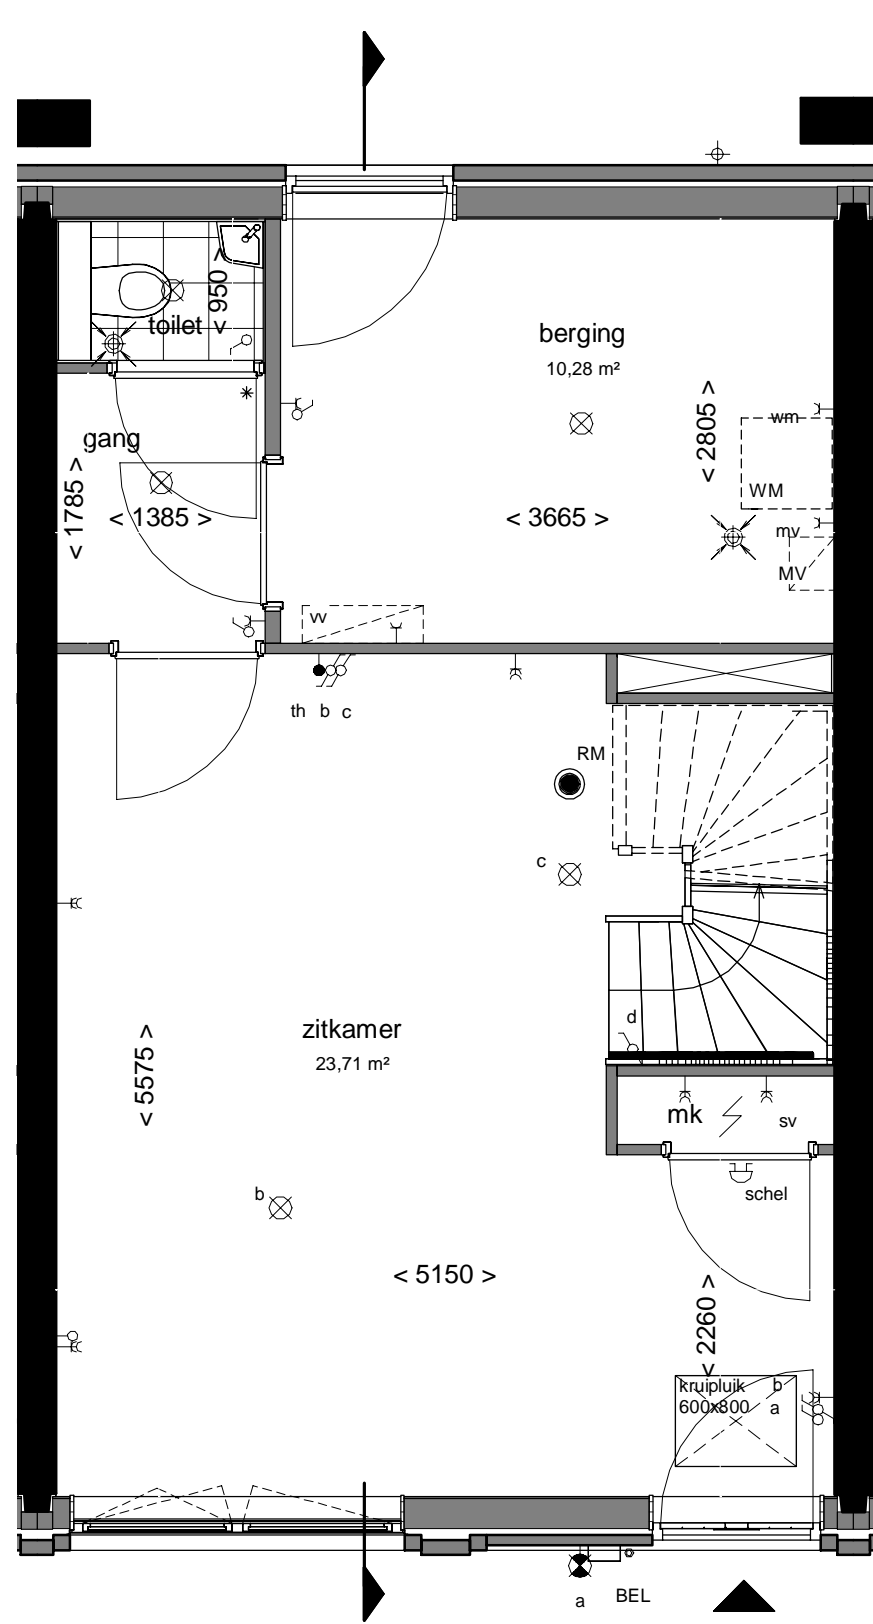 < 950 >
toilet
berging
10,28 m²
wm
gang
< 2805 >
WM
< 1785 >
< 1385 >
< 3665 >
mv
MV
vv
th b c
RM
c
zitkamer
23,71 m²
d
< 5575 >
mk
sv
schel
b
< 5150 >
< 2260 >
kruipluik b
600x800 a
a
BEL